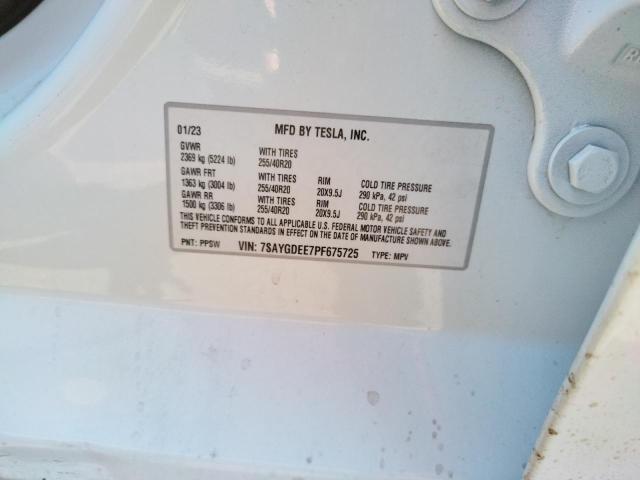 01/23 MFD BY TESLA, INC.
GVWR WITH TIRES
2369 kg (5224 lb) 255/40R20
GAWR FRT WITH TIRES RIM COLD TIRE PRESSURE
1363 kg (3004 lb) 255/40R20 20X9.5J 290 kPa, 42 psi
GAWR RR WITH TIRES RIM COLD TIRE PRESSURE
1500 kg (3306 lb) 255/40R20 20X9.5J 290 kPa, 42 psi
THIS VEHICLE CONFORMS TO ALL APPLICABLE U.S. FEDERAL MOTOR VEHICLE SAFETY AND
THEFT PREVENTION STANDARDS IN EFFECT ON THE DATE OF MANUFACTURE SHOWN ABOVE.
PNT: PPSW VIN: 7SAYGDEE7PF675725 TYPE: MPV